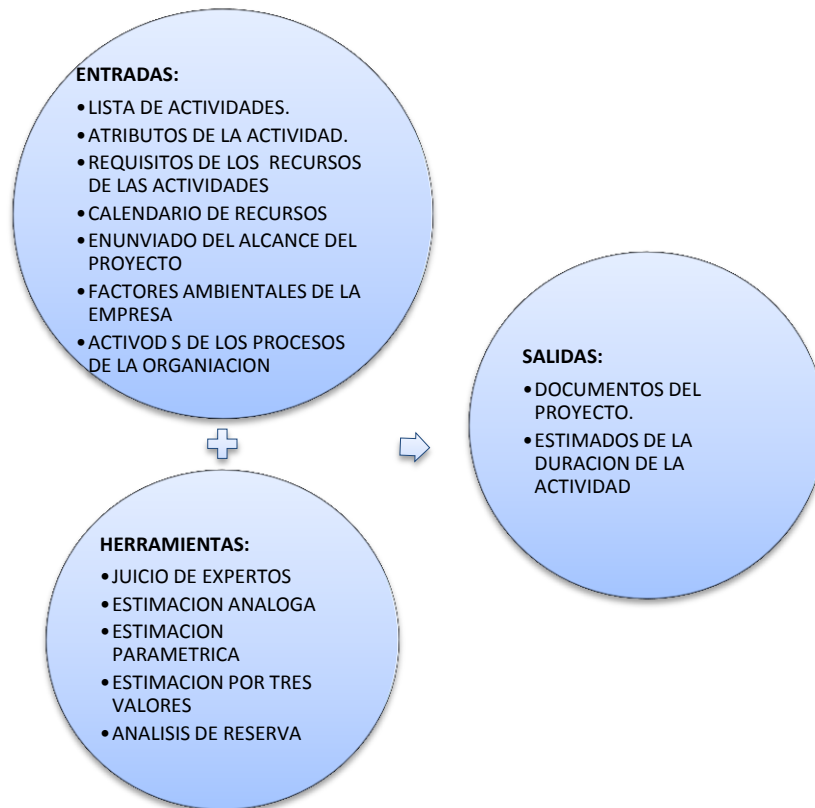 ENTRADAS:
•LISTA DE ACTIVIDADES.
•ATRIBUTOS DE LA ACTIVIDAD.
•REQUISITOS DE LOS RECURSOS
DE LAS ACTIVIDADES
•CALENDARIO DE RECURSOS
•ENUNVIADO DEL ALCANCE DEL
PROYECTO
•FACTORES AMBIENTALES DE LA
EMPRESA
•ACTIVOD S DE LOS PROCESOS
DE LA ORGANIACION
HERRAMIENTAS:
•JUICIO DE EXPERTOS
•ESTIMACION ANALOGA
•ESTIMACION
PARAMETRICA
•ESTIMACION POR TRES
VALORES
•ANALISIS DE RESERVA
SALIDAS:
•DOCUMENTOS DEL
PROYECTO.
•ESTIMADOS DE LA
DURACION DE LA
ACTIVIDAD